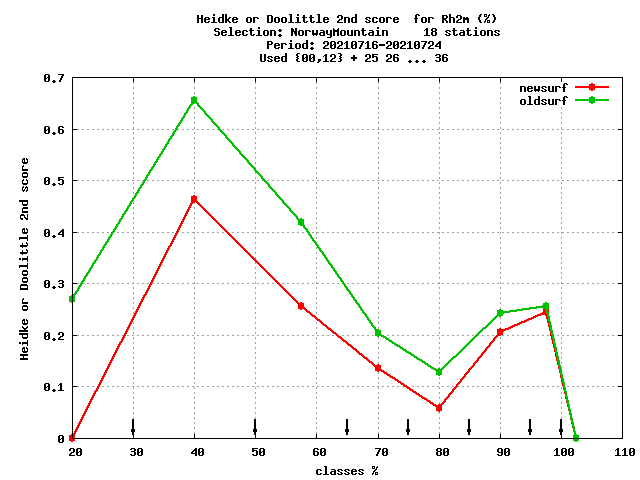 Heidke or Doolittle 2nd score  for Rh2m (%)
Selection: NorwayMountain     18 stations
Period: 20210716-20210724
Used {00,12} + 25 26 ... 36
newsurf
oldsurf
0.7
0.6
0.5
0.4
0.3
0.2
0.1
0
Heidke or Doolittle 2nd score
20 30 40 50 60 70 80 90 100 110
classes %